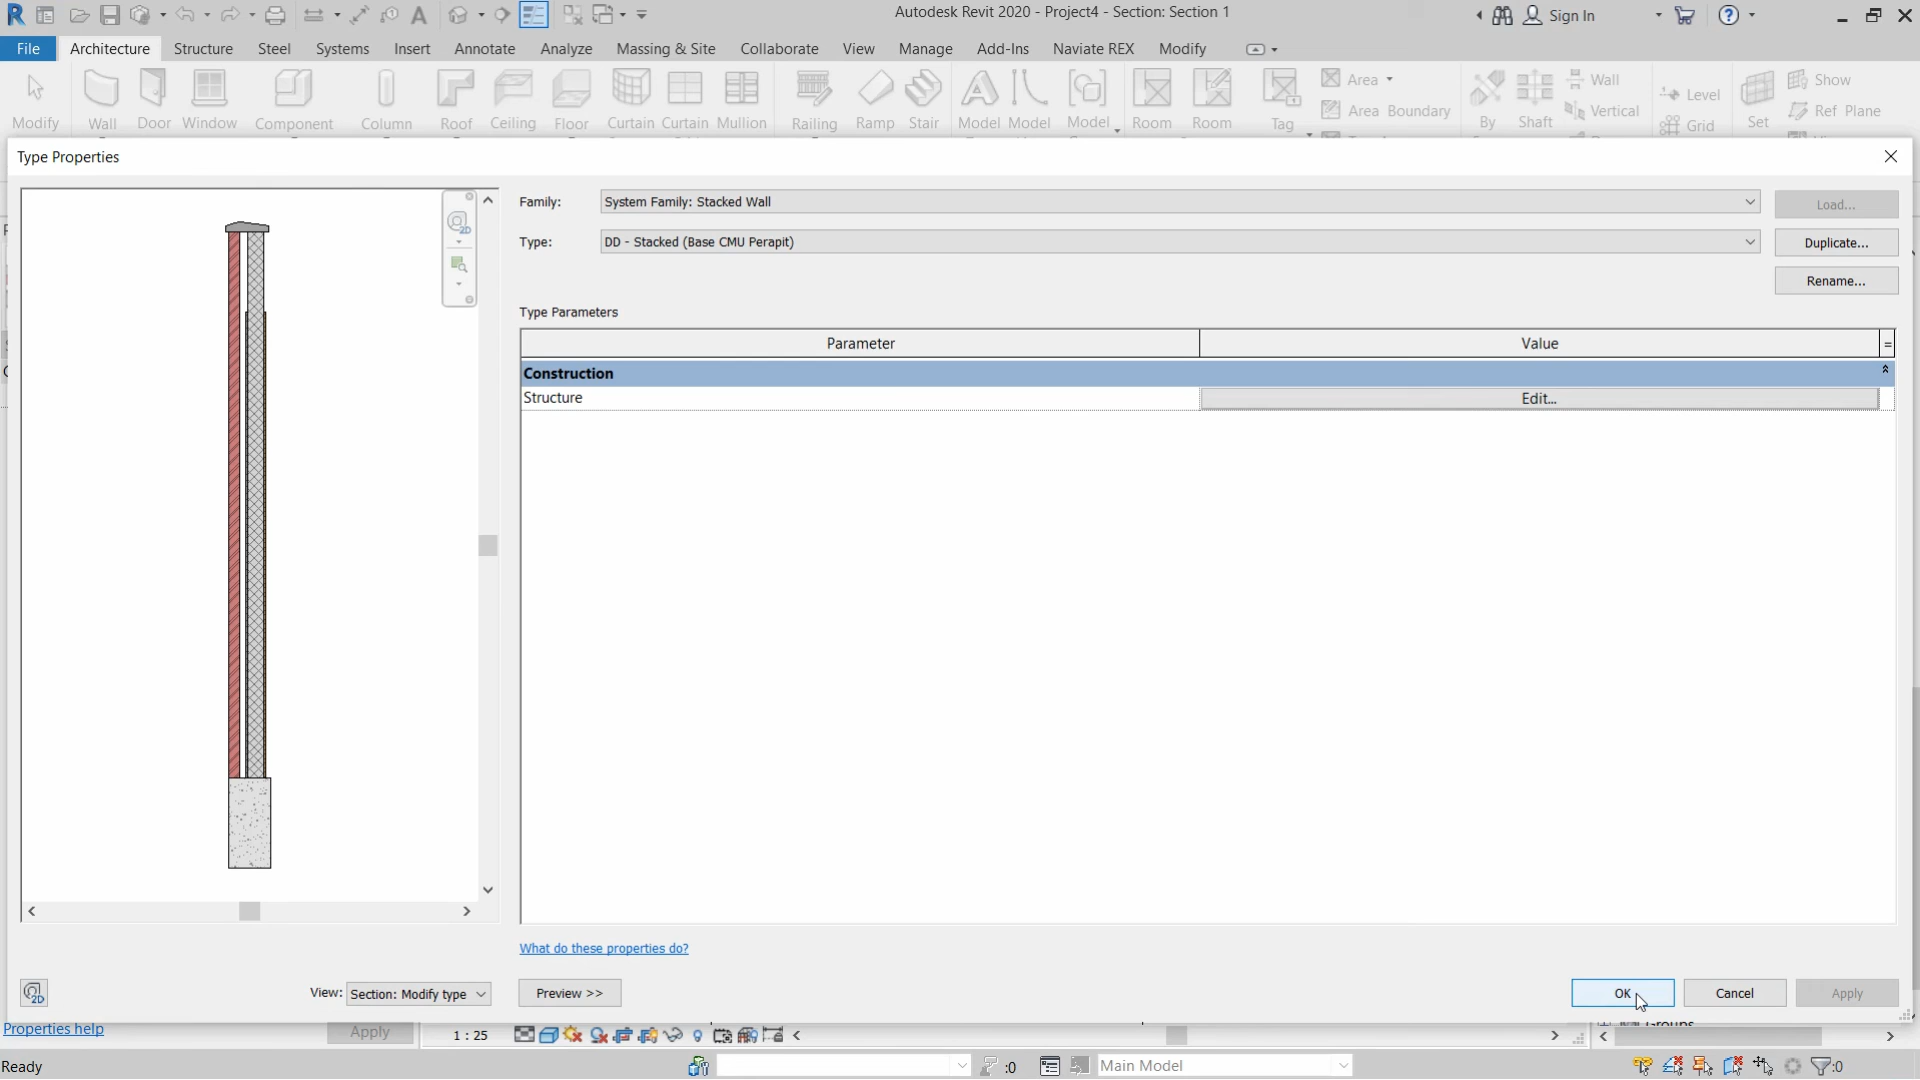 Autodesk Revit 2020 - Project4 - Section: Section 1
Sign In
File Architecture Structure Steel Systems Insert Annotate Analyze Massing & Site Collaborate View Manage Add-Ins Naviate REX Modify
Area
Wall
Show
Area Boundary
Level
Vertical
Ref Plane
Modify Wall Door Window Component Column Roof Ceiling Floor Curtain Curtain Mullion Railing Ramp Stair Model Model Model Room Room Tag By Shaft Grid Set
Type Properties
Family: System Family: Stacked Wall Load...
Type: DD - Stacked (Base CMU Perapit) Duplicate...
Rename...
Type Parameters
Parameter Value =
Construction
Structure Edit...
What do these properties do?
View: Section: Modify type Preview >> OK Cancel Apply
Properties help Apply 1 : 25
Groups
Ready :0 Main Model :0